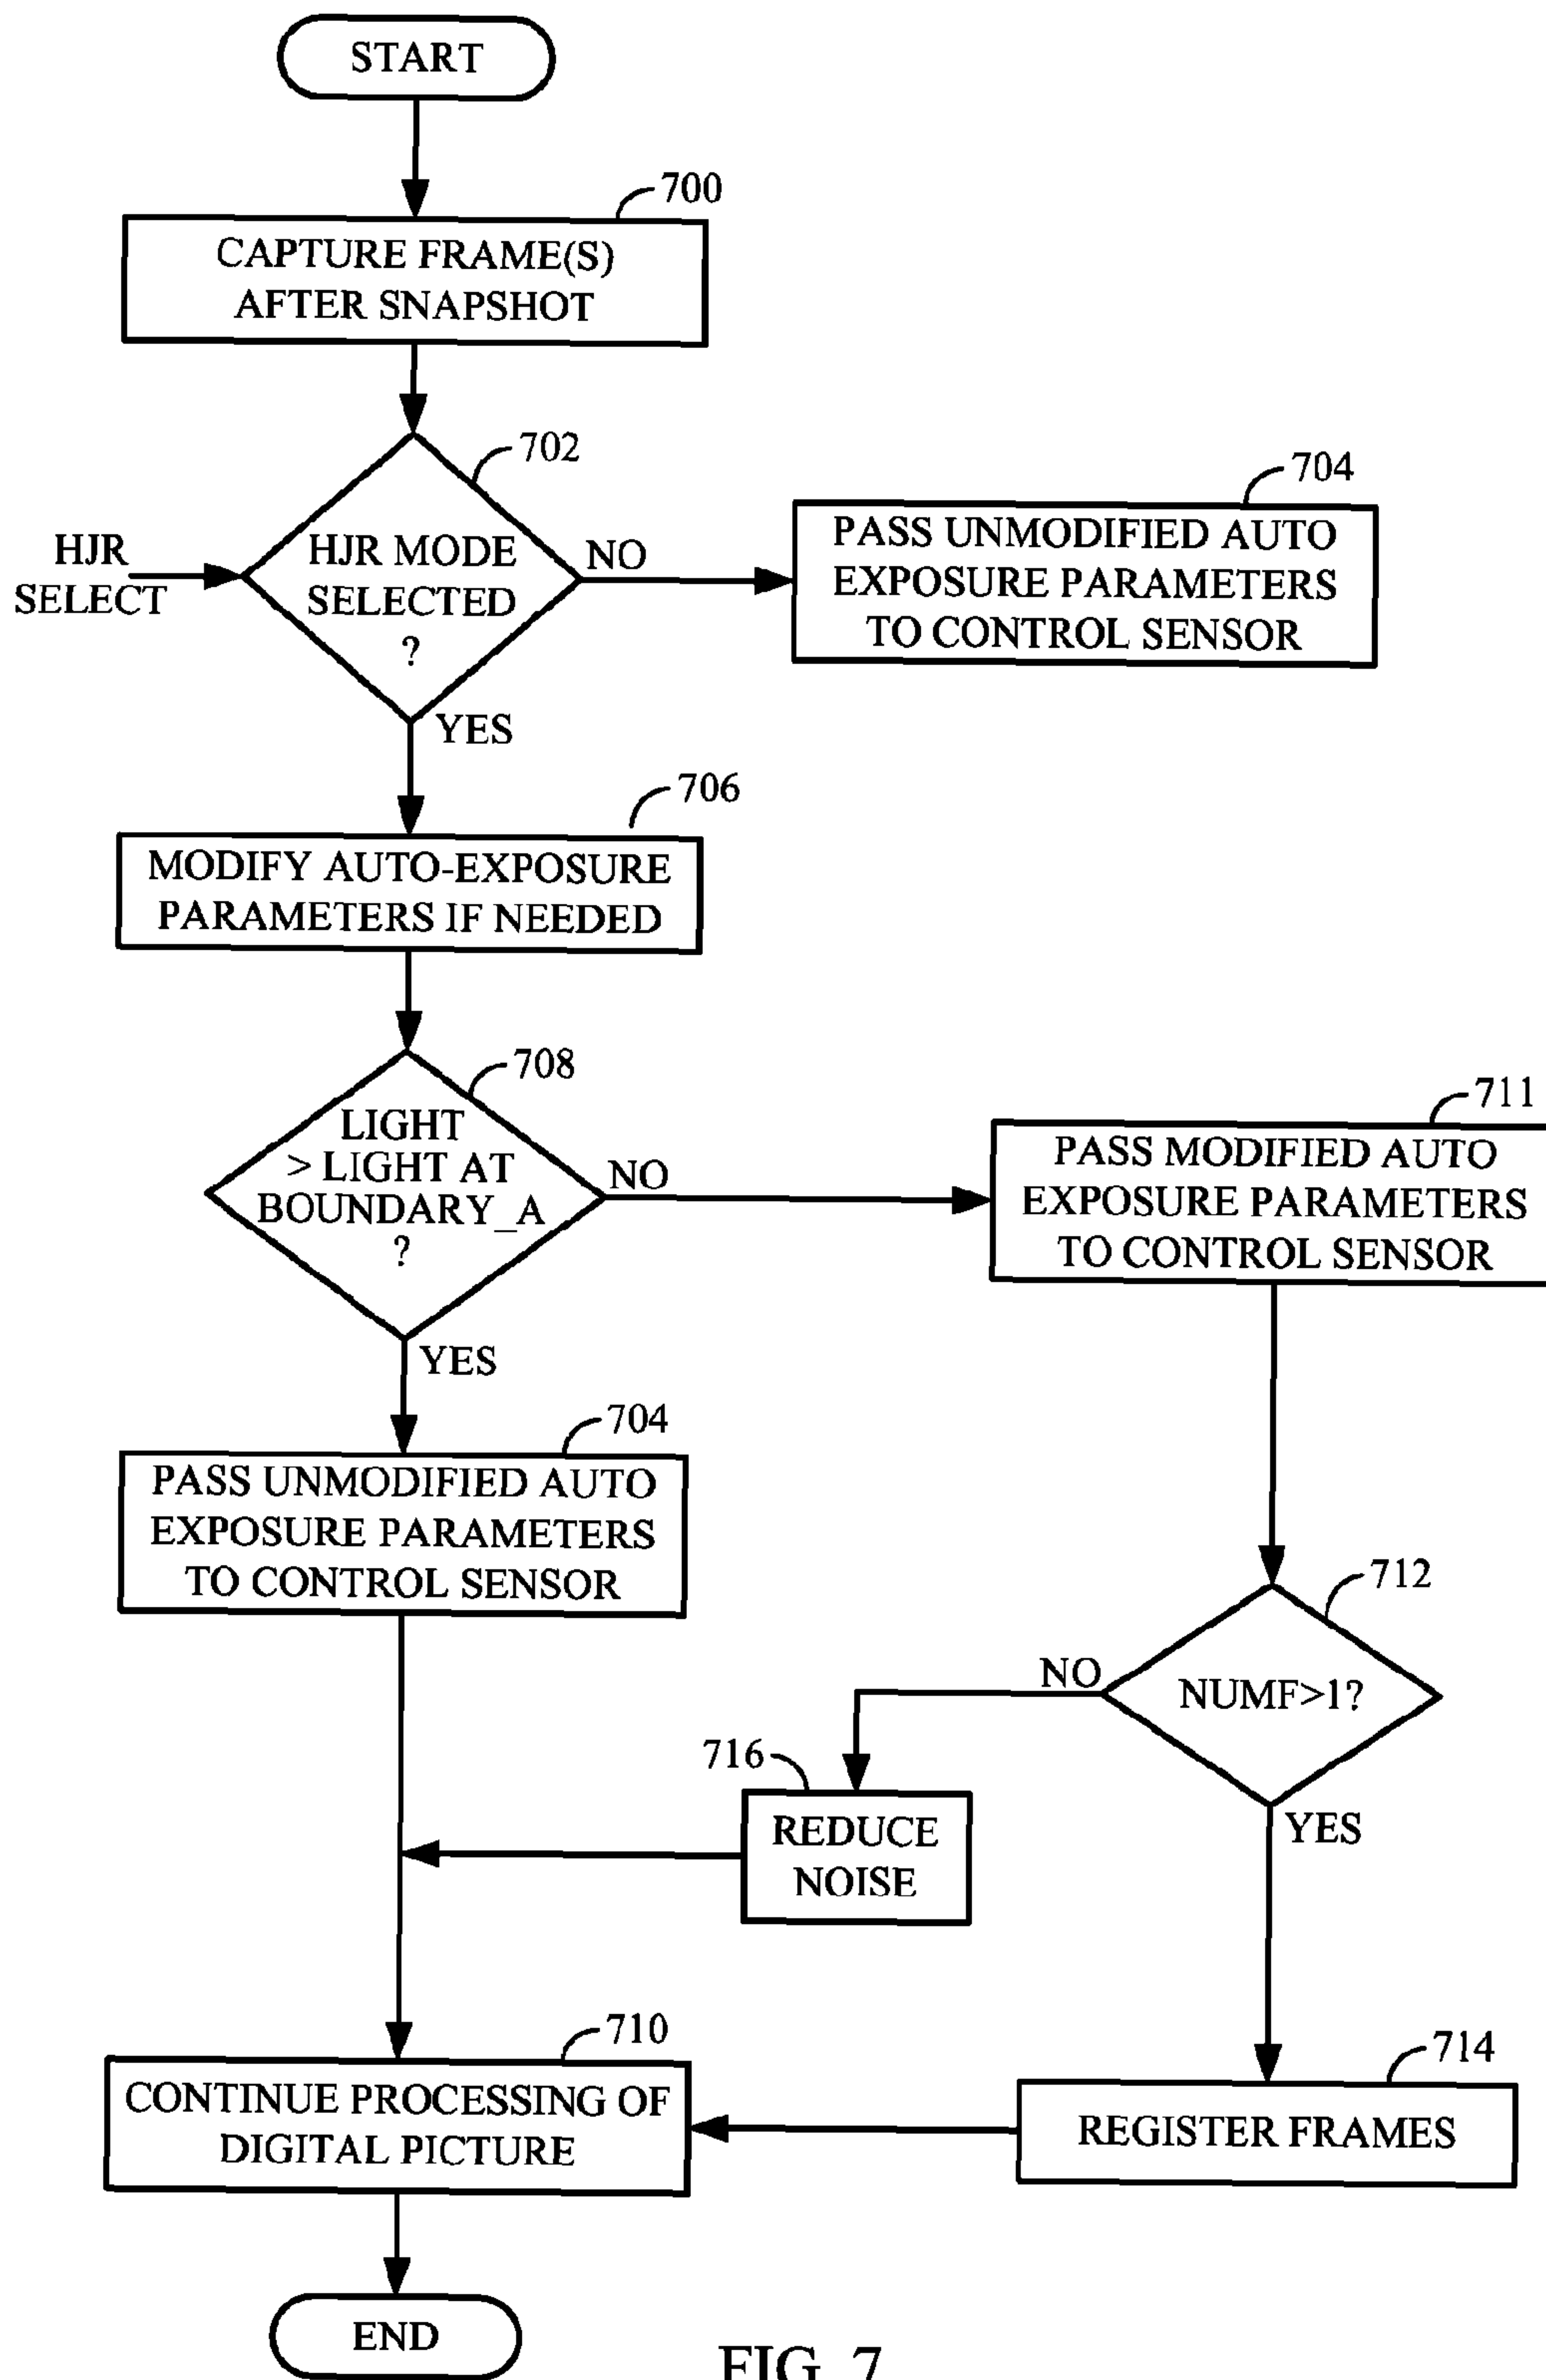 START
700
CAPTURE FRAME(S)
AFTER SNAPSHOT
702
HJR
SELECT
HJR MODE
SELECTED
?
NO
704
PASS UNMODIFIED AUTO
EXPOSURE PARAMETERS
TO CONTROL SENSOR
YES
706
MODIFY AUTO-EXPOSURE
PARAMETERS IF NEEDED
708
LIGHT
> LIGHT AT
BOUNDARY_A
?
NO
711
PASS MODIFIED AUTO
EXPOSURE PARAMETERS
TO CONTROL SENSOR
YES
704
PASS UNMODIFIED AUTO
EXPOSURE PARAMETERS
TO CONTROL SENSOR
712
NUMF>1?
NO
716
REDUCE
NOISE
YES
710
CONTINUE PROCESSING OF
DIGITAL PICTURE
714
REGISTER FRAMES
END
FIG. 7